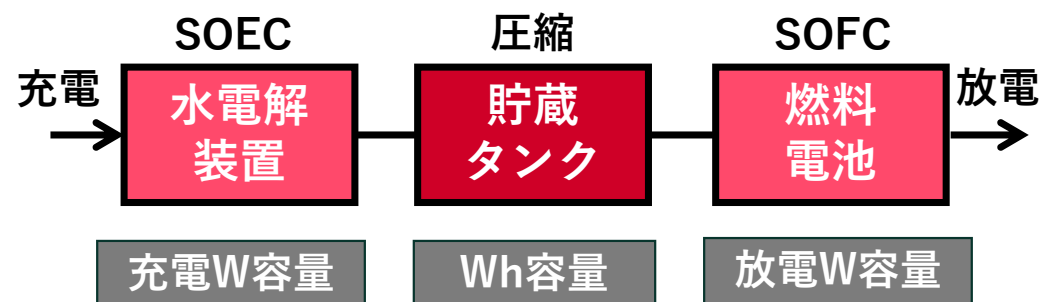 SOEC
圧縮
SOFC
充電
水電解
装置
貯蔵
タンク
燃料
電池
放電
充電W容量
Wh容量
放電W容量